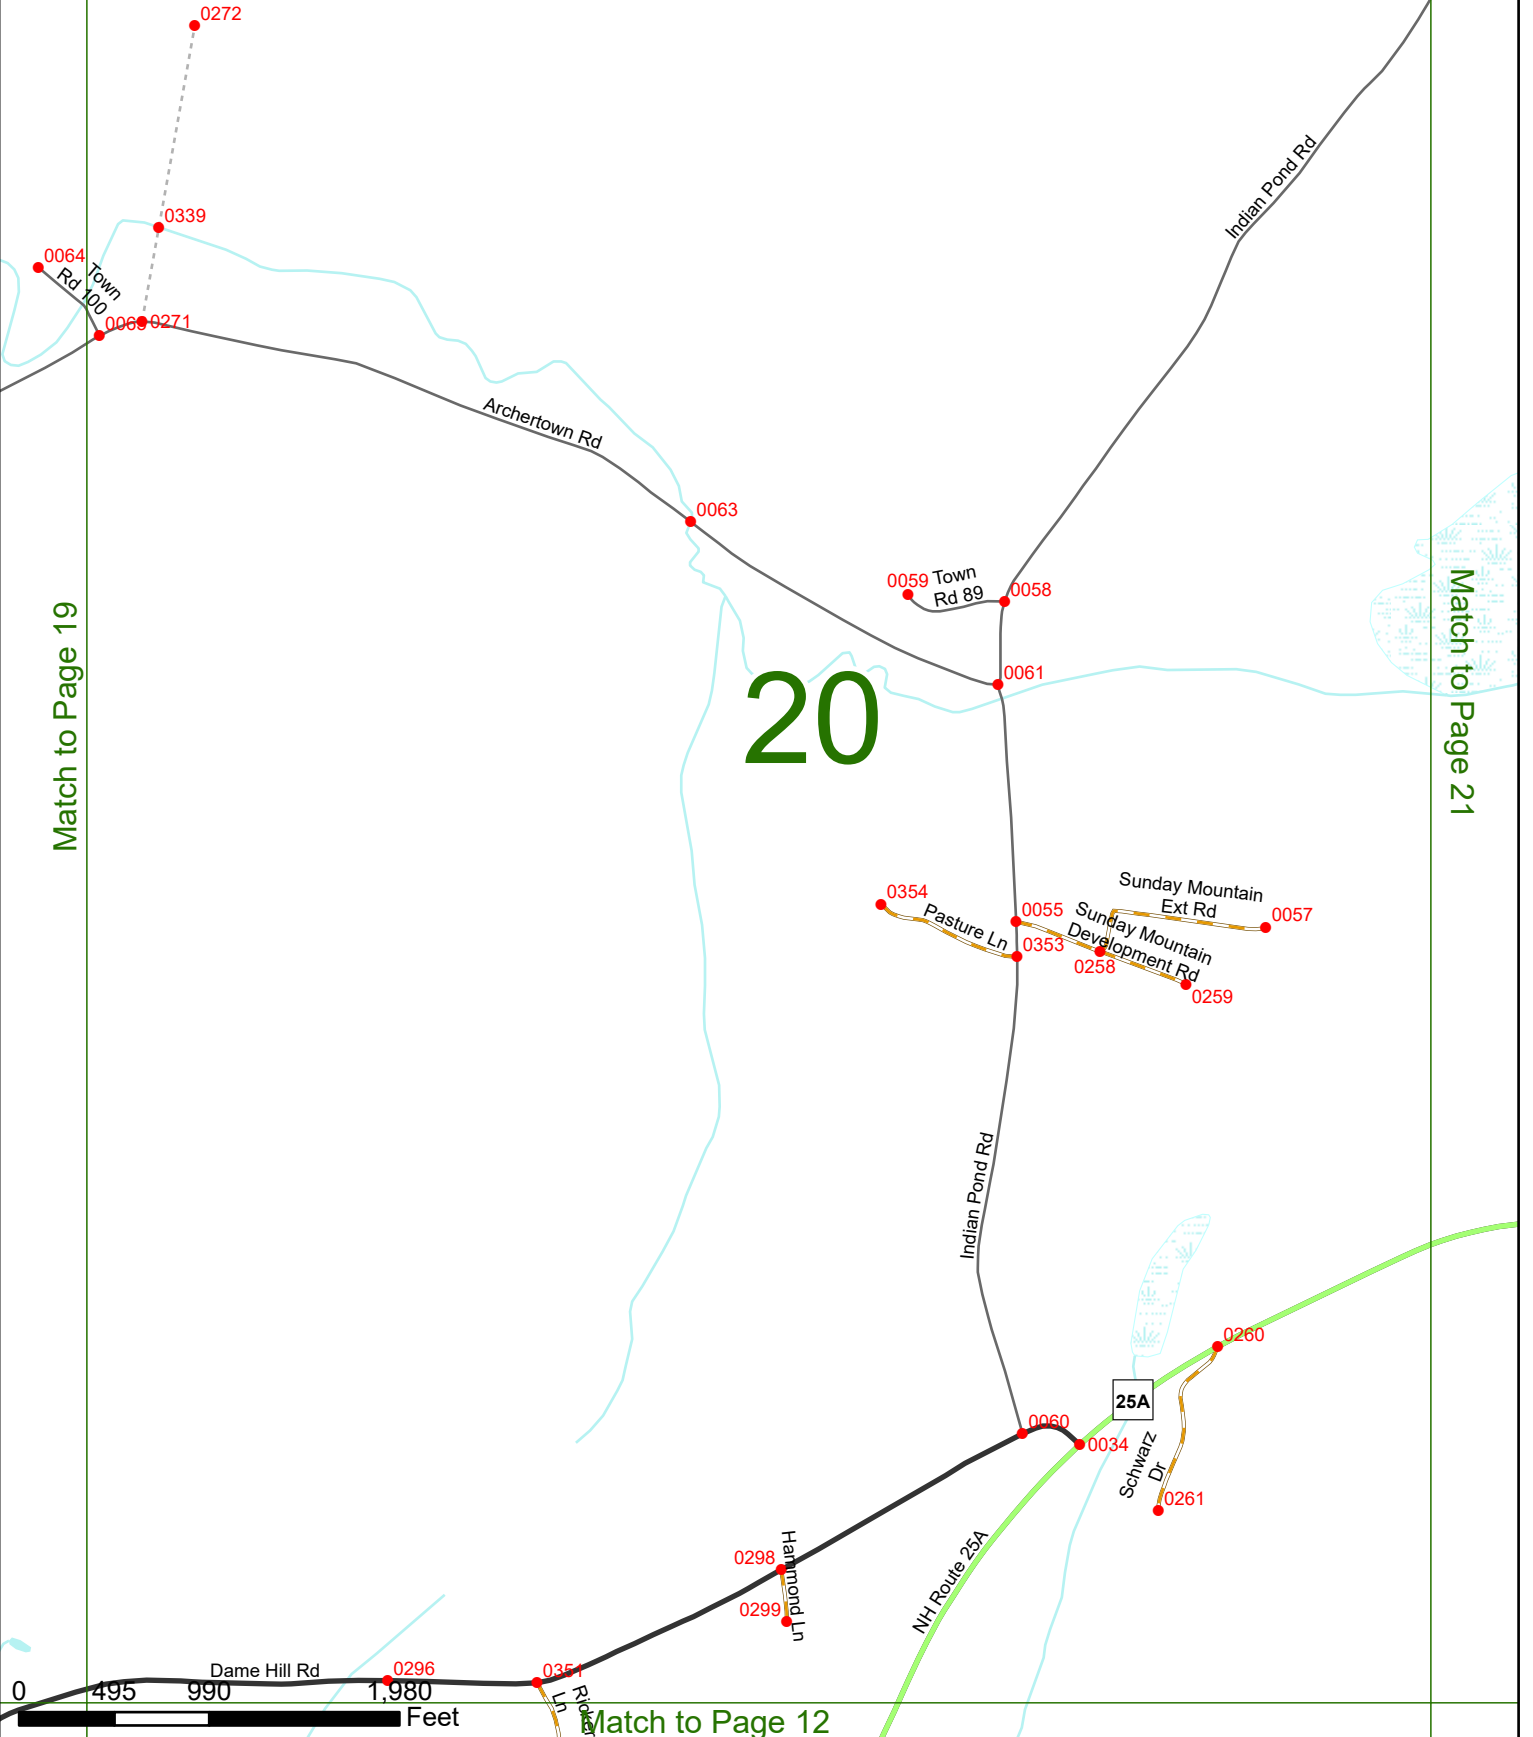 0272
Indian Pond Rd
0339
0064
Town
Rd 100
0271
Archertown Rd
0063
0059
Town
Rd 89
0058
Match to Page 19
Match to Page 21
0061
20
Sunday Mountain
Ext Rd
0354
Pasture Ln
0055
0057
Sunday Mountain
Development Rd
0353
0258
0259
Indian Pond Rd
0260
25A
0060
0034
Schwarz
Dr
0261
NH Route 25A
0298
Hammond Ln
0299
Dame Hill Rd
0296
0351
Ln
0
495
990
1,980
Feet
Match to Page 12